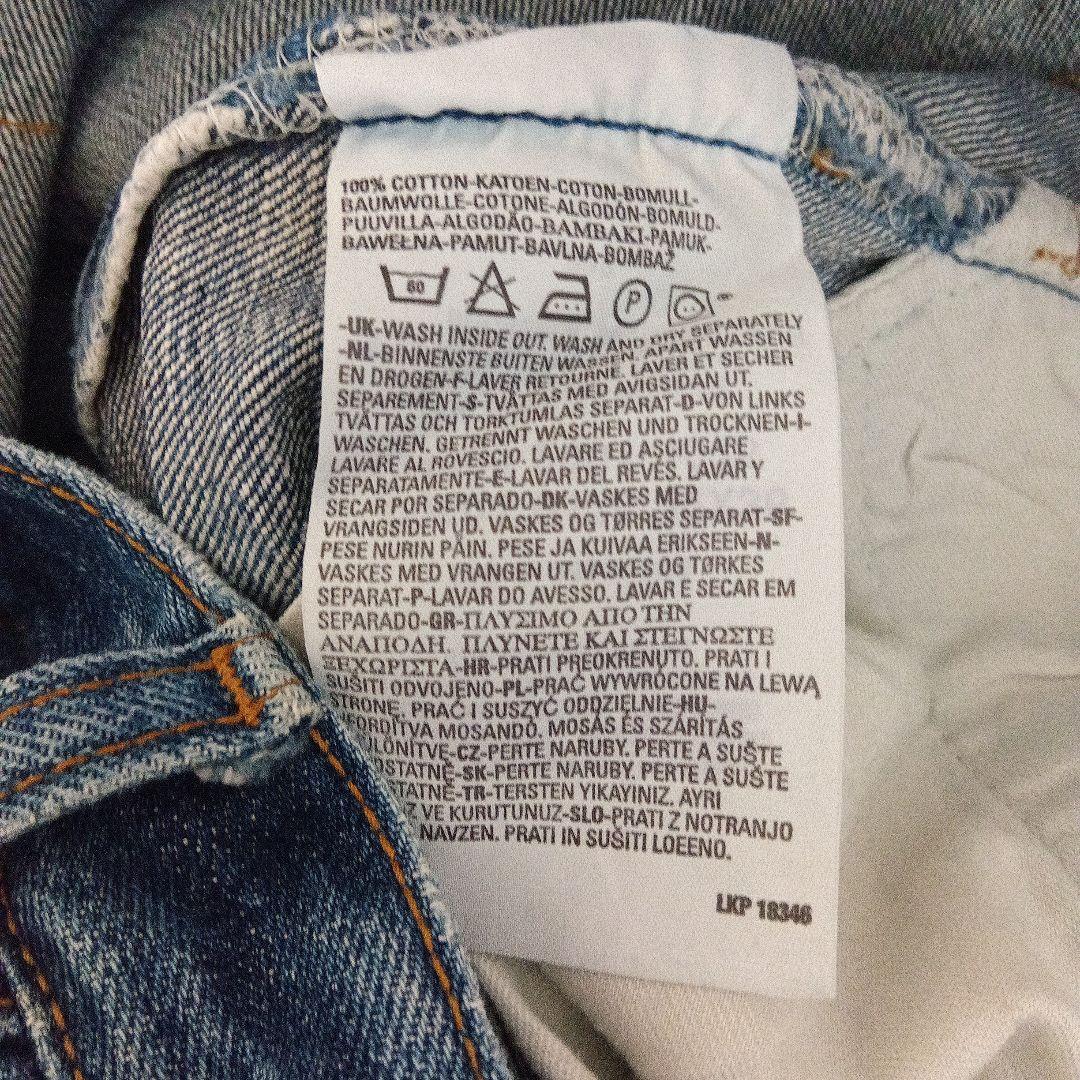 100% COTTON-KATOEN-COTON-BOMULL-
BAUMWOLLE-COTONE-ALGODÓN-BOMULD-
PUUVILLA-ALGODÃO-BAMBAKI-PAMUK-
BAWEŁNA-PAMUT-BAVLNA-BOMBAŽ
60 P
-UK-WASH INSIDE OUT. WASH AND DRY SEPARATELY
-NL-BINNENSTE BUITEN WASSEN, APART WASSEN
EN DROGEN-F-LAVER RETOURNE, LAVER ET SECHER
SEPAREMENT-S-TVÄTTAS MED AVIGSIDAN UT.
TVÄTTAS OCH TORKTUMLAS SEPARAT-D-VON LINKS
WASCHEN. GETRENNT WASCHEN UND TROCKNEN-I-
LAVARE AL ROVESCIO. LAVARE ED ASCIUGARE
SEPARATAMENTE-E-LAVAR DEL REVÉS. LAVAR Y
SECAR POR SEPARADO-DK-VASKES MED
VRANGSIDEN UD. VASKES OG TØRRES SEPARAT-SF-
PESE NURIN PÄIN. PESE JA KUIVAA ERIKSEEN-N-
VASKES MED VRANGEN UT. VASKES OG TØRKES
SEPARAT-P-LAVAR DO AVESSO. LAVAR E SECAR EM
SEPARADO-GR-ΠΛΥΣΙΜΟ ΑΠΟ ΤΗΝ
ΑΝΑΠΟΔΗ. ΠΛΥΝΕΤΕ ΚΑΙ ΣΤΕΓΝΩΣΤΕ
ΞΕΧΩΡΙΣΤΑ-HR-PRATI PREOKRENUTO. PRATI I
SUŠITI ODVOJENO-PL-PRAĆ WYWRÓCONE NA LEWĄ
STRONĘ, PRAĆ I SUSZYĆ ODDZIELNIE-HU-
KIFORDÍTVA MOSANDÓ. MOSÁS ÉS SZÁRÍTÁS
KÜLÖNÍTVE-CZ-PERTE NARUBY. PERTE A SUŠTE
OSTATNĚ-SK-PERTE NARUBY. PERTE A SUŠTE
OSTATNE-TR-TERSTEN YIKAYINIZ. AYRI
VE KURUTUNUZ-SLO-PRATI Z NOTRANJO
NAVZEN. PRATI IN SUŠITI LOEENO.
LKP 18346